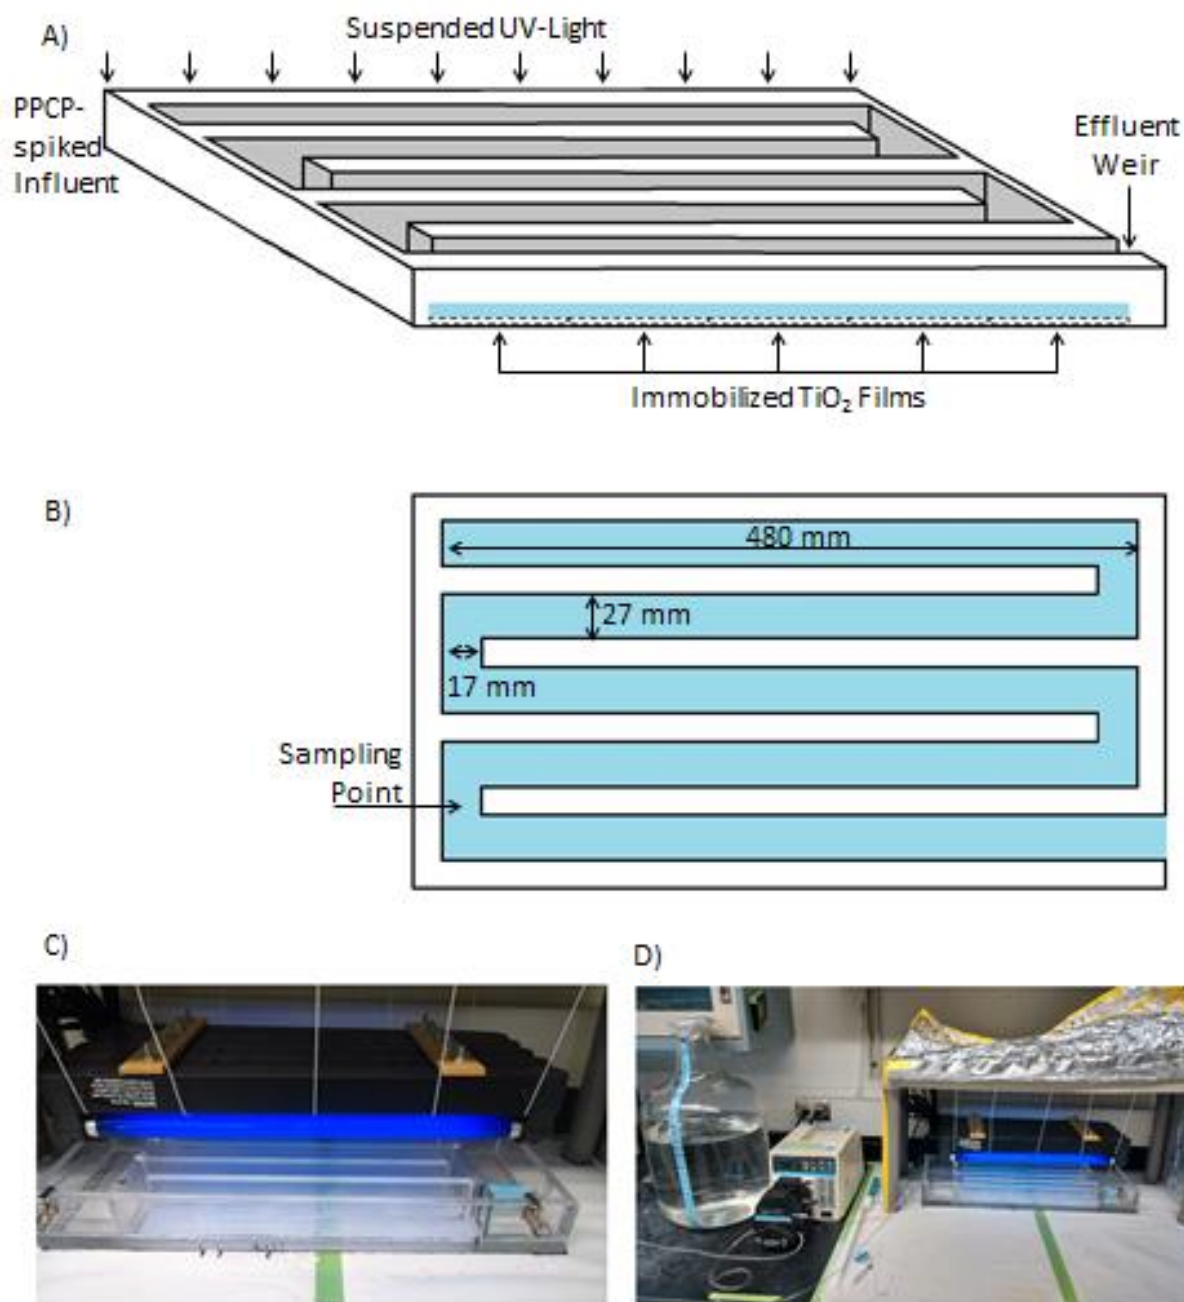 A)
Suspended UV-Light
PPCP-
spiked
Influent
Effluent
Weir
Immobilized TiO₂ Films
B)
480 mm
27 mm
17 mm
Sampling
Point
C)
D)